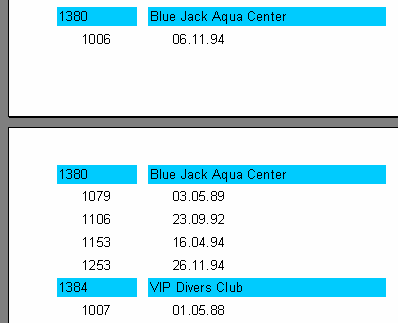 1380 Blue Jack Aqua Center
1006 06.11.94
1380 Blue Jack Aqua Center
1079 03.05.89
1106 23.09.92
1153 16.04.94
1253 26.11.94
1384 VIP Divers Club
1007 01.05.88